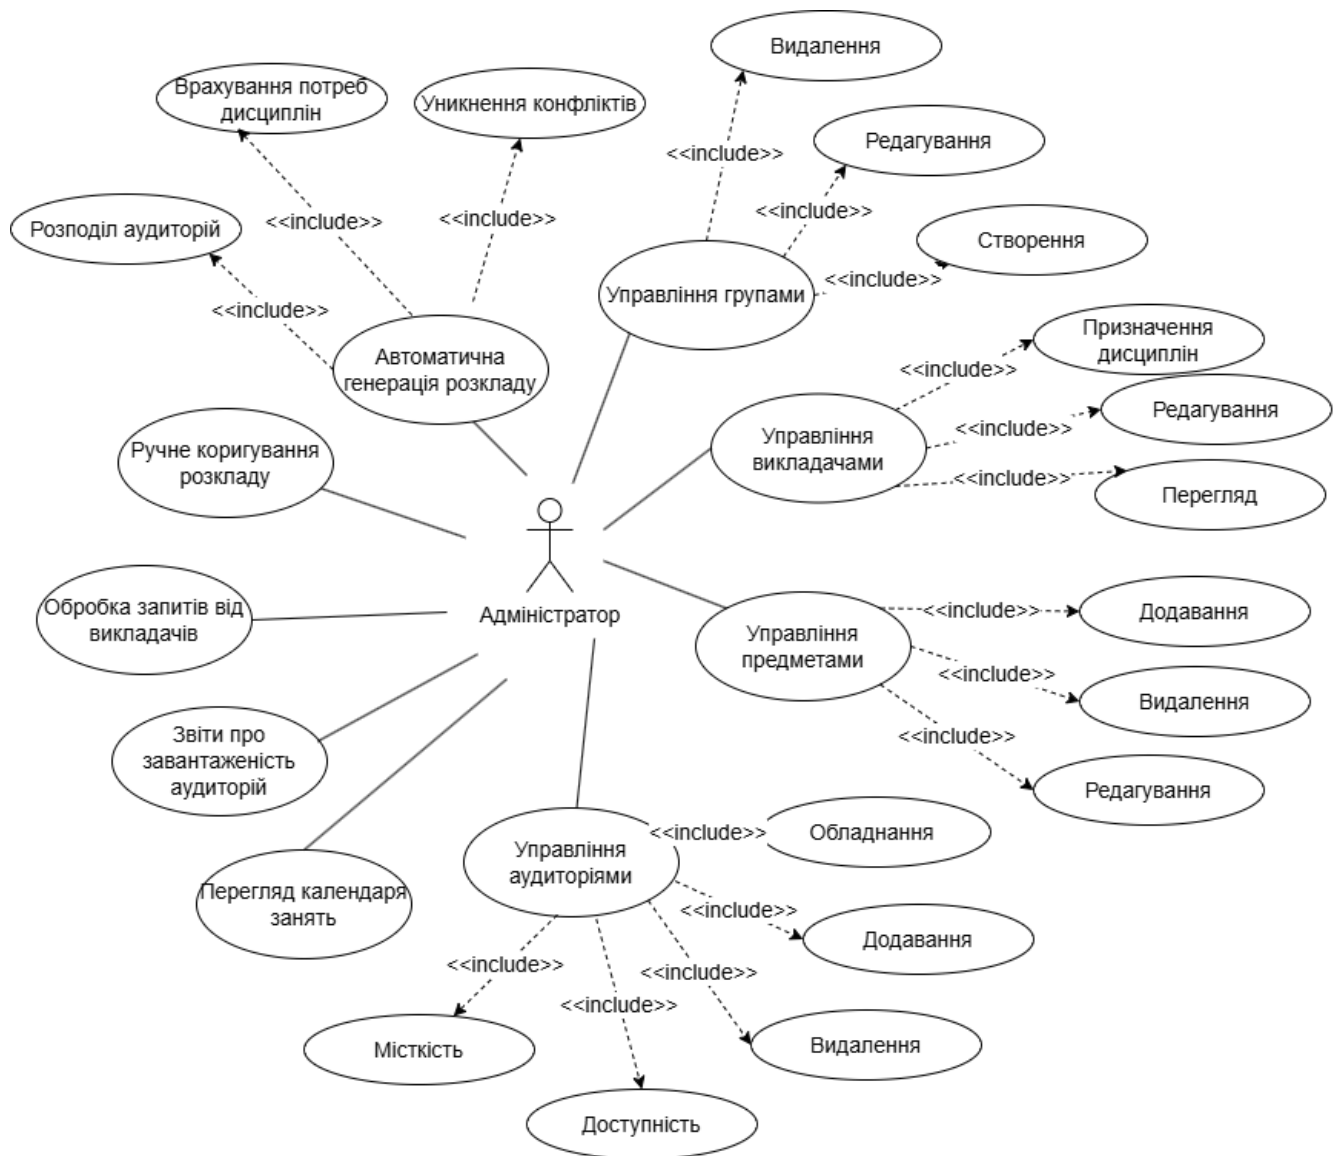 Видалення
Врахування потреб
дисциплін
Уникнення конфліктів
Редагування
<<include>>
<<include>>
<<include>>
<<include>>
Розподіл аудиторій
Створення
<<include>>
<<include>>
Управління групами
Призначення
дисциплін
Автоматична
генерація розкладу
<<include>>
Редагування
Управління
викладачами
<<include>>
Ручне коригування
розкладу
<<include>>
Перегляд
Обробка запитів від
викладачів
Адміністратор
Управління
предметами
<<include>>
Додавання
<<include>>
Видалення
<<include>>
Редагування
Звіти про
завантаженість
аудиторій
Управління
аудиторіями
<<include>>
Обладнання
Перегляд календаря
занять
<<include>>
Додавання
<<include>>
<<include>>
<<include>>
Місткість
Видалення
Доступність